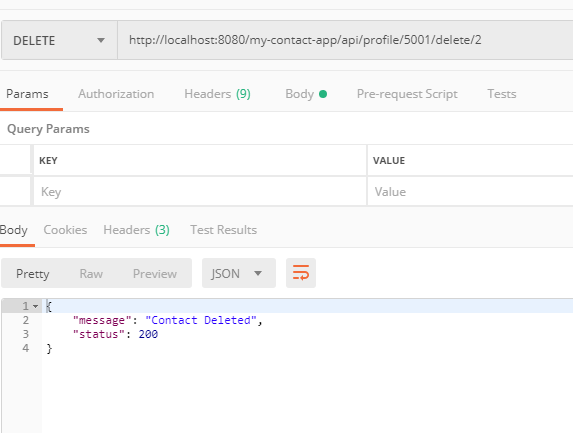 DELETE http://localhost:8080/my-contact-app/api/profile/5001/delete/2
Params Authorization Headers (9) Body Pre-request Script Tests
Query Params
KEY VALUE
Key Value
Body Cookies Headers (3) Test Results
Pretty Raw Preview JSON
1 {
2 "message": "Contact Deleted",
3 "status": 200
4 }